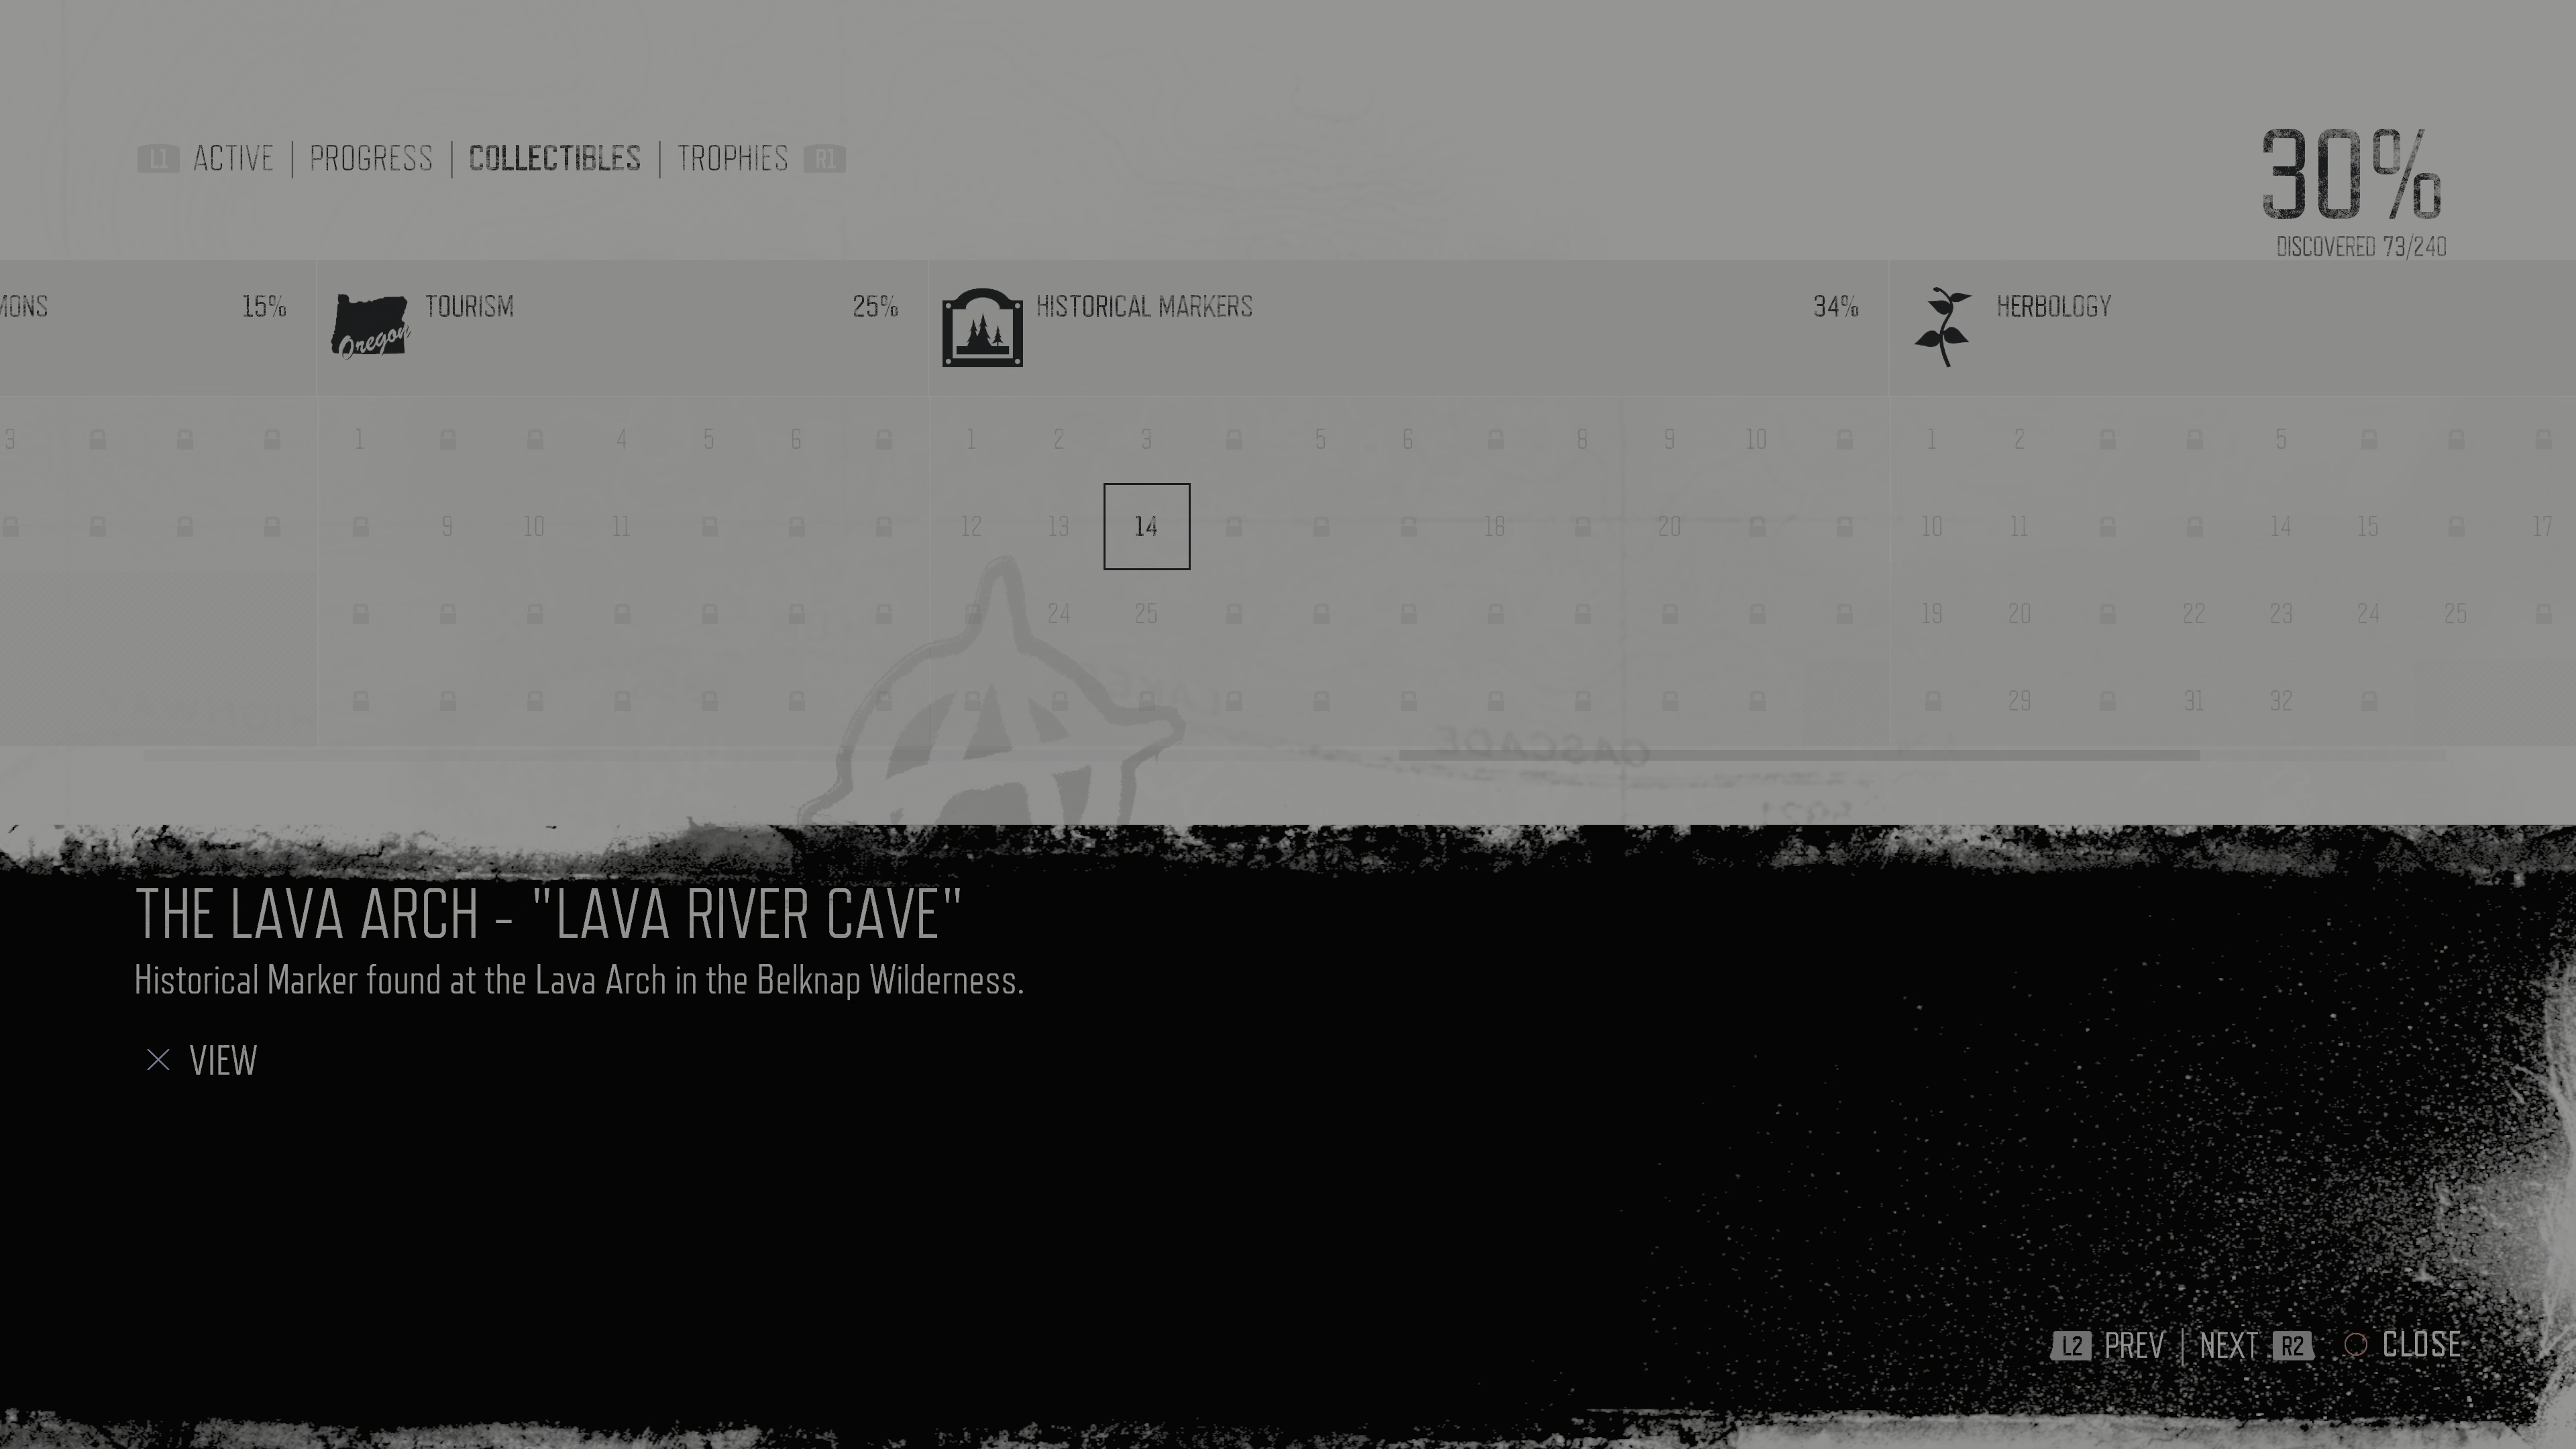 L1 ACTIVE | PROGRESS | COLLECTIBLES | TROPHIES R1
30%
DISCOVERED 73/240
MONS 15% Oregon TOURISM 25% HISTORICAL MARKERS 34% HERBOLOGY
3 1 4 5 6 1 2 3 5 6 8 9 10 1 2 5
9 10 11 12 13 14 18 20 10 11 14 15 17
24 25 19 20 22 23 24 25
29 31 32
CASCADE
THE LAVA ARCH - "LAVA RIVER CAVE"
Historical Marker found at the Lava Arch in the Belknap Wilderness.
VIEW
L2 PREV | NEXT R2 CLOSE